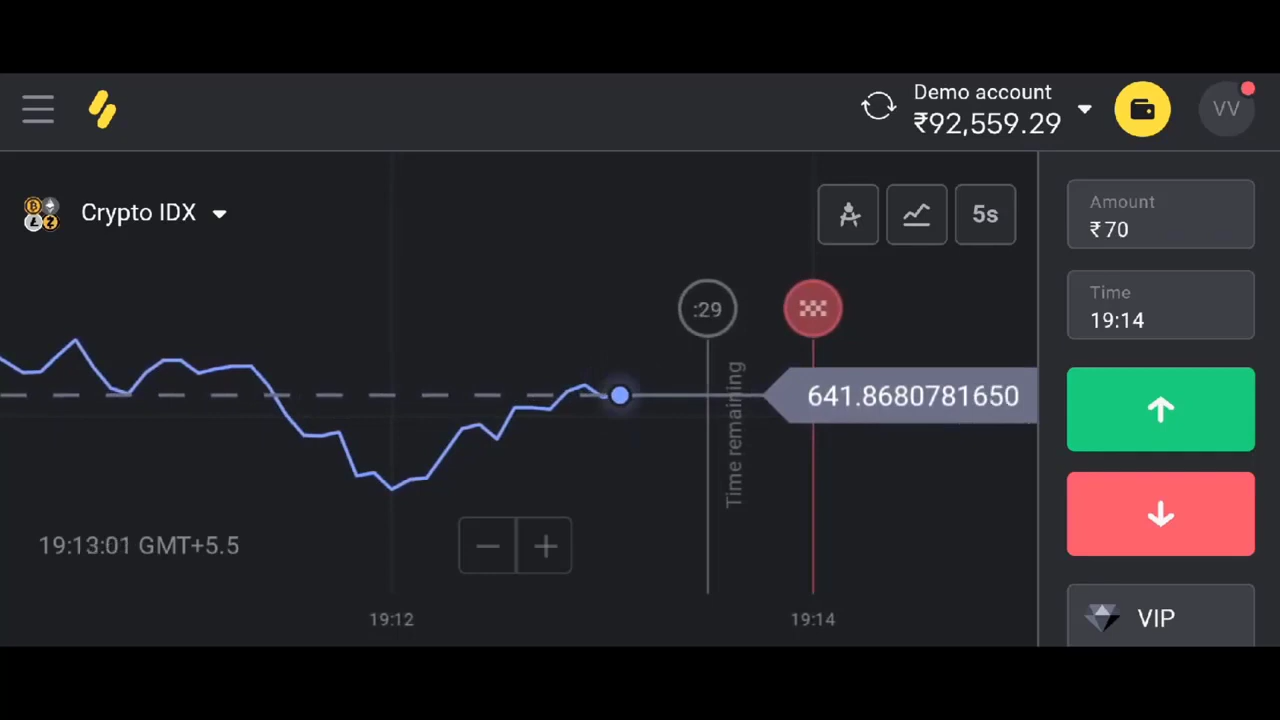 Demo account
₹92,559.29
VV
Crypto IDX
5s
Amount
₹70
:29
Time
19:14
Time remaining
641.8680781650
19:13:01 GMT+5.5
19:12
19:14
VIP